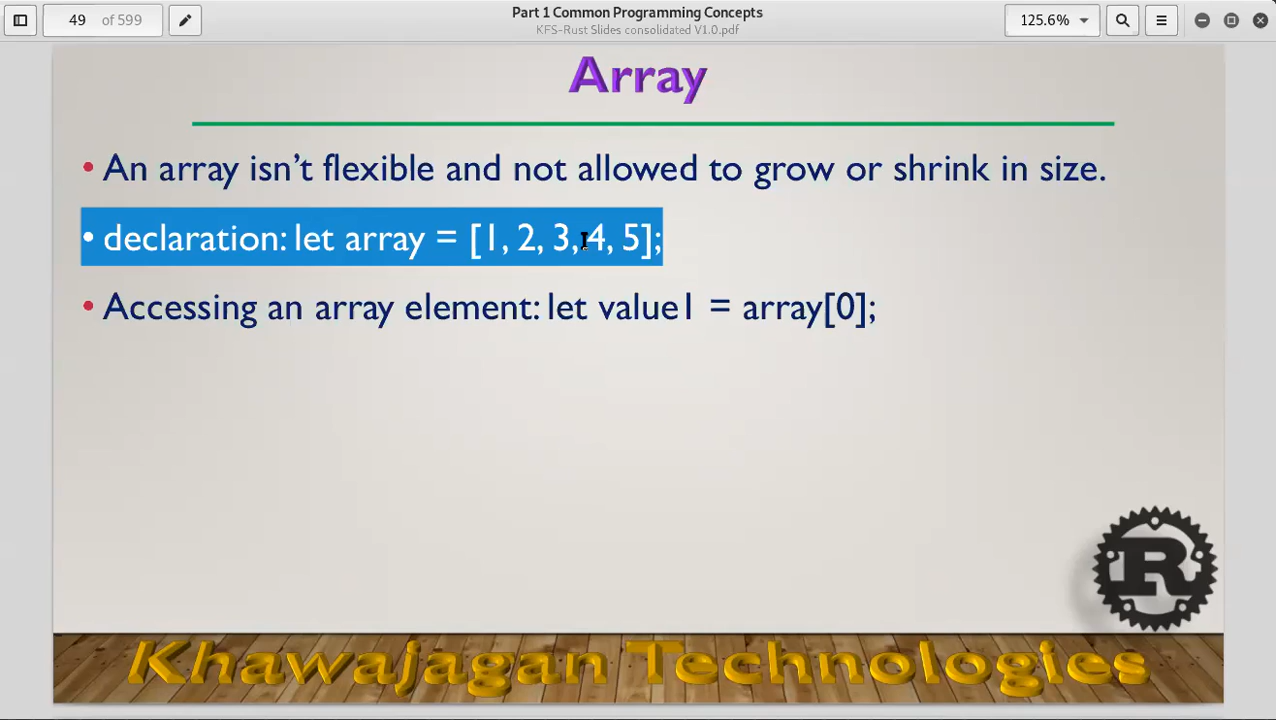 49 of 599
Part 1 Common Programming Concepts
KFS-Rust Slides consolidated V1.0.pdf
125.6%
Array
• An array isn't flexible and not allowed to grow or shrink in size.
• declaration: let array = [1, 2, 3, 4, 5];
• Accessing an array element: let value1 = array[0];
R
Khawajagan Technologies